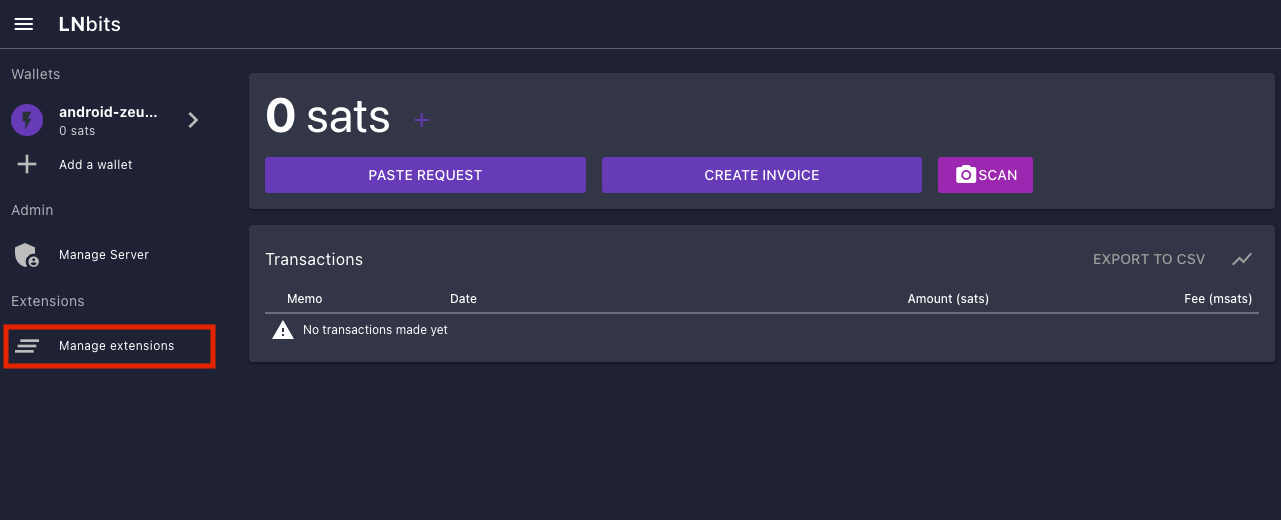 LNbits
Wallets
android-zeu...
0 sats
Add a wallet
Admin
Manage Server
Extensions
Manage extensions
0 sats +
PASTE REQUEST
CREATE INVOICE
SCAN
Transactions
EXPORT TO CSV
Memo Date Amount (sats) Fee (msats)
No transactions made yet